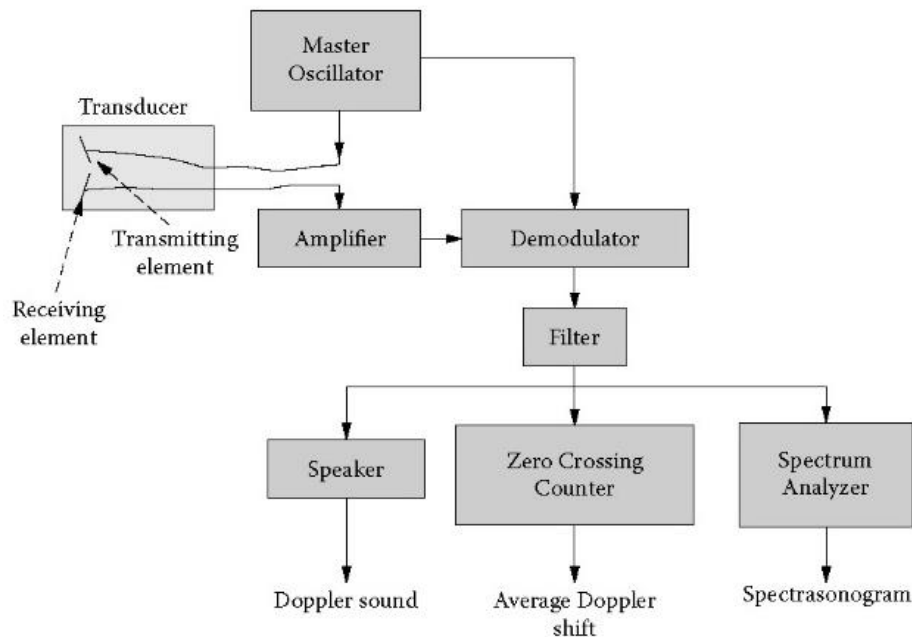 Master
Oscillator
Transducer
Transmitting
element
Receiving
element
Amplifier
Demodulator
Filter
Speaker
Zero Crossing
Counter
Spectrum
Analyzer
Doppler sound
Average Doppler
shift
Spectrasonogram